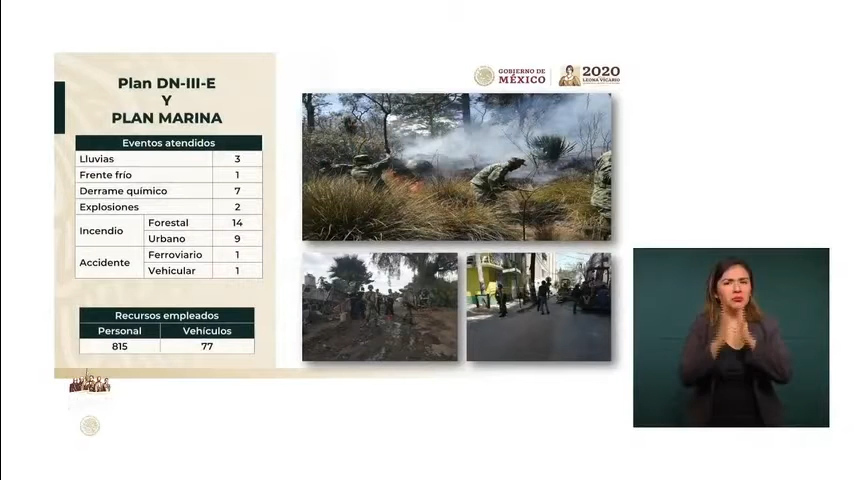 Plan DN-III-E
Y
PLAN MARINA
Eventos atendidos
Lluvias 3
Frente frío 1
Derrame químico 7
Explosiones 2
Incendio Forestal 14
Urbano 9
Accidente Ferroviario 1
Vehicular 1
Recursos empleados
Personal Vehículos
815 77
GOBIERNO DE
MÉXICO
2020
LEONA VICARIO